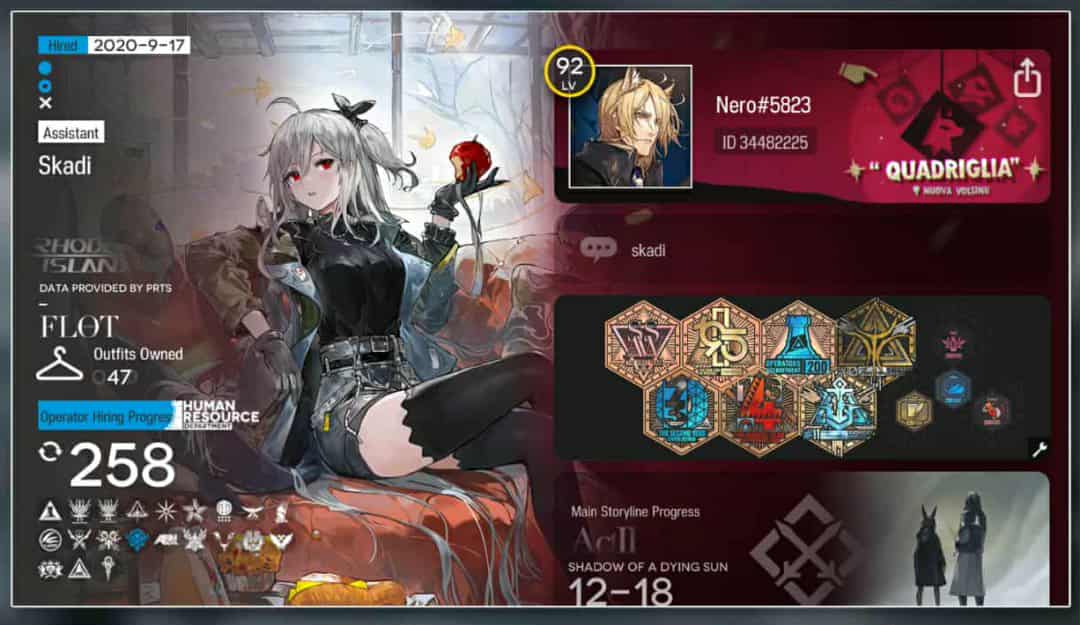 Hired 2020-9-17
Assistant
Skadi
RHODES
ISLAND
DATA PROVIDED BY PRTS
FLOT
Outfits Owned
47
Operator Hiring Progress
HUMAN
RESOURCE
DEPARTMENT
258
92
LV
Nero#5823
ID 34482225
"QUADRIGLIA"
NUOVA VOLSINII
skadi
200
Main Storyline Progress
Act II
SHADOW OF A DYING SUN
12-18